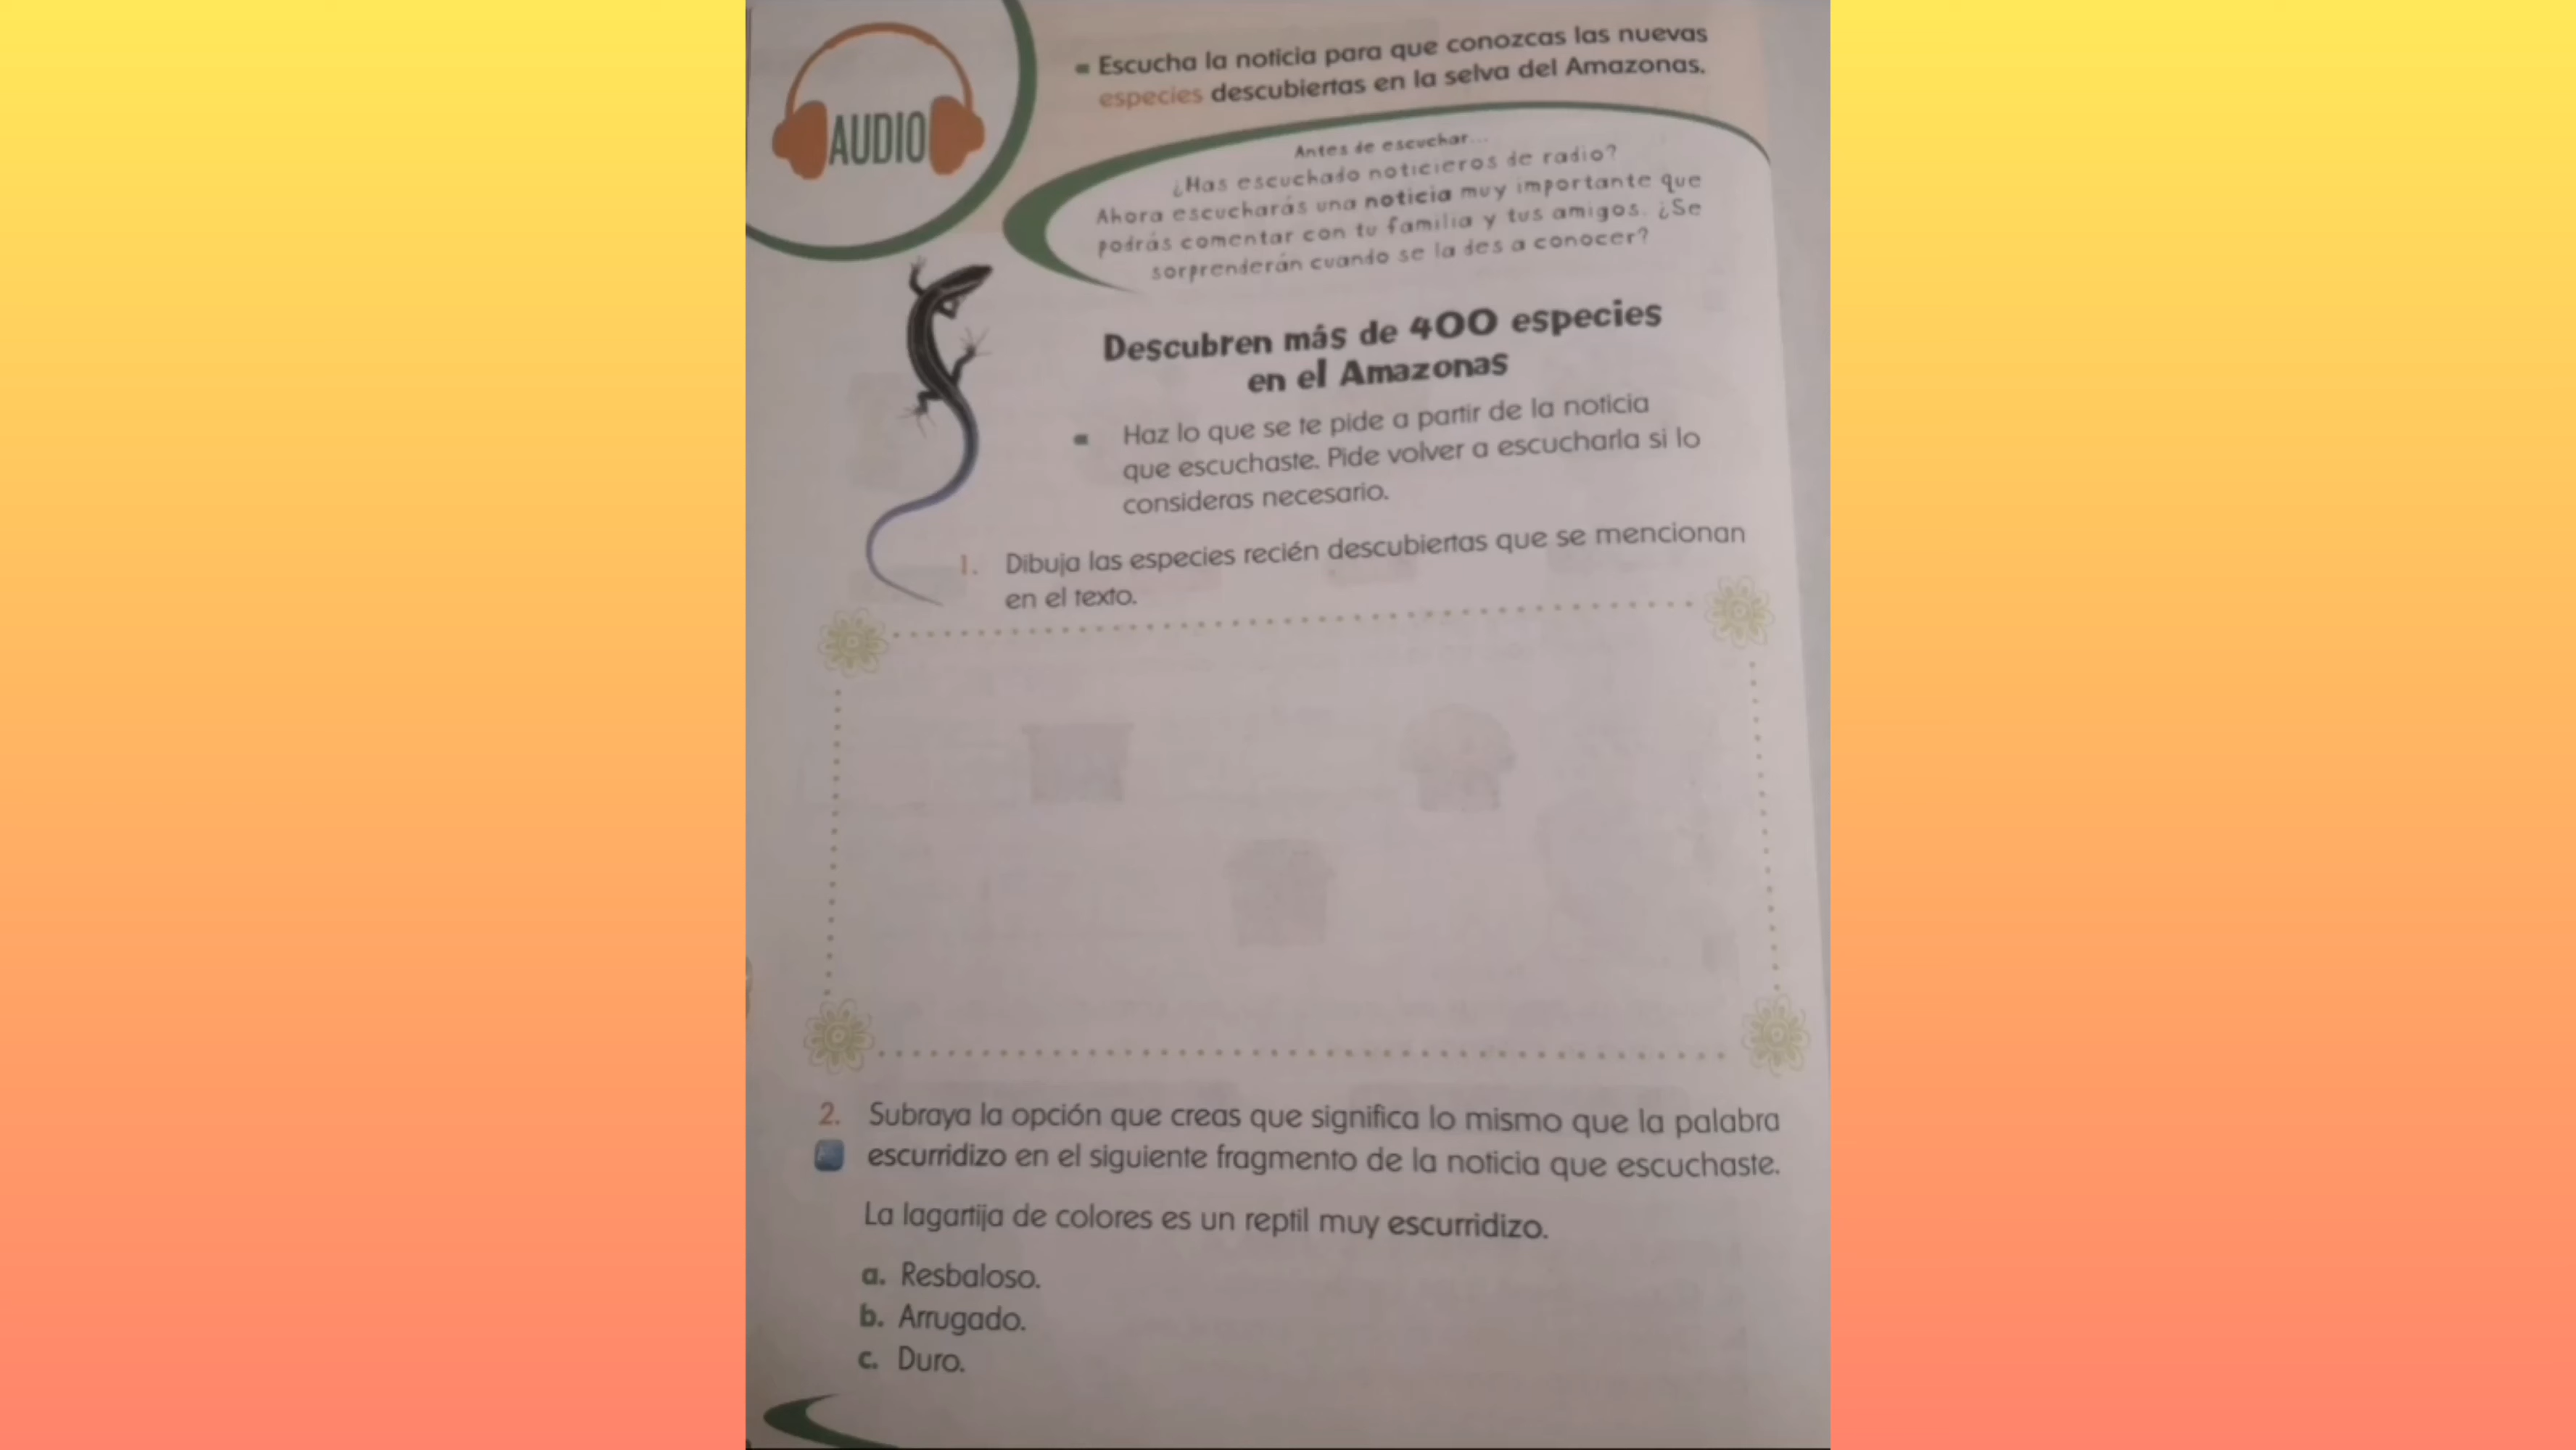 AUDIO
Escucha la noticia para que conozcas las nuevas
especies descubiertas en la selva del Amazonas.
Antes de escuchar...
¿Has escuchado noticieros de radio?
Ahora escucharás una noticia muy importante que
podrás comentar con tu familia y tus amigos. ¿Se
sorprenderán cuando se la des a conocer?
Descubren más de 400 especies
en el Amazonas
Haz lo que se te pide a partir de la noticia
que escuchaste. Pide volver a escucharla si lo
consideras necesario.
1. Dibuja las especies recién descubiertas que se mencionan
en el texto.
2. Subraya la opción que creas que significa lo mismo que la palabra
escurridizo en el siguiente fragmento de la noticia que escuchaste.
La lagartija de colores es un reptil muy escurridizo.
a. Resbaloso.
b. Arrugado.
c. Duro.